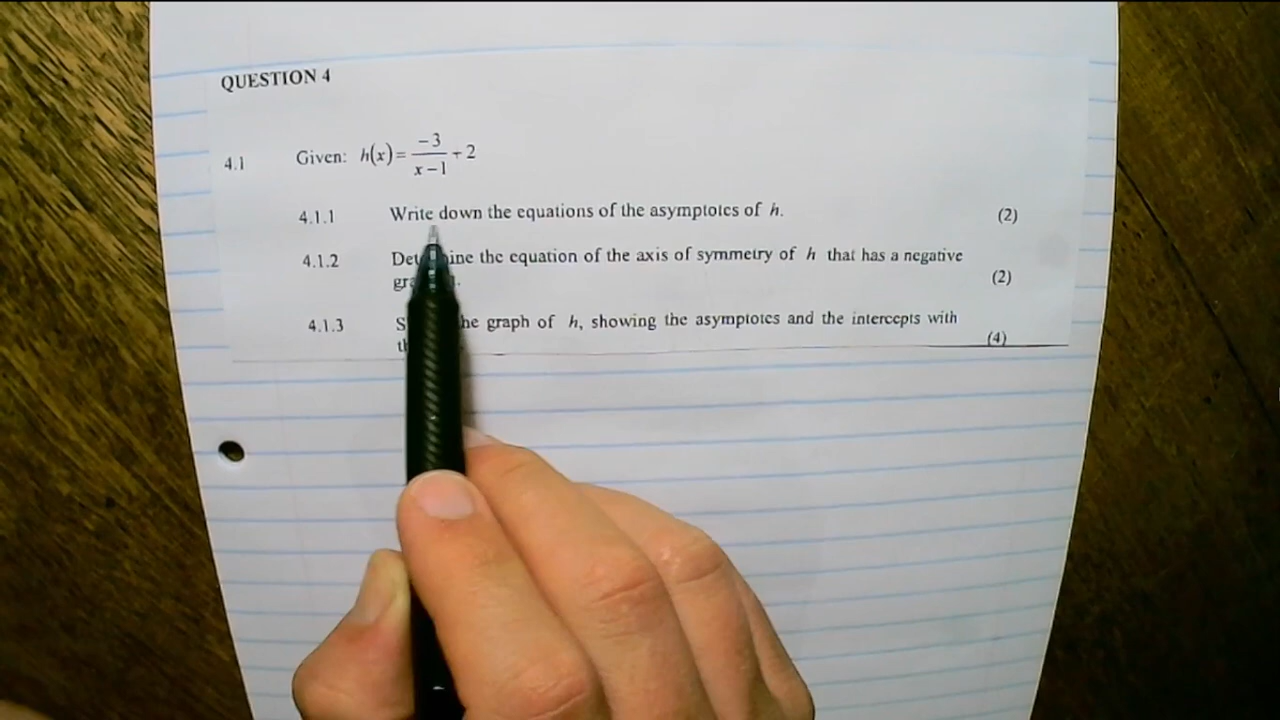 QUESTION 4
4.1 Given: h(x) = -3/(x-1) + 2
4.1.1 Write down the equations of the asymptotes of h. (2)
4.1.2 the equation of the axis of symmetry of h that has a negative
(2)
4.1.3 graph of h, showing the asymptotes and the intercepts with
(4)